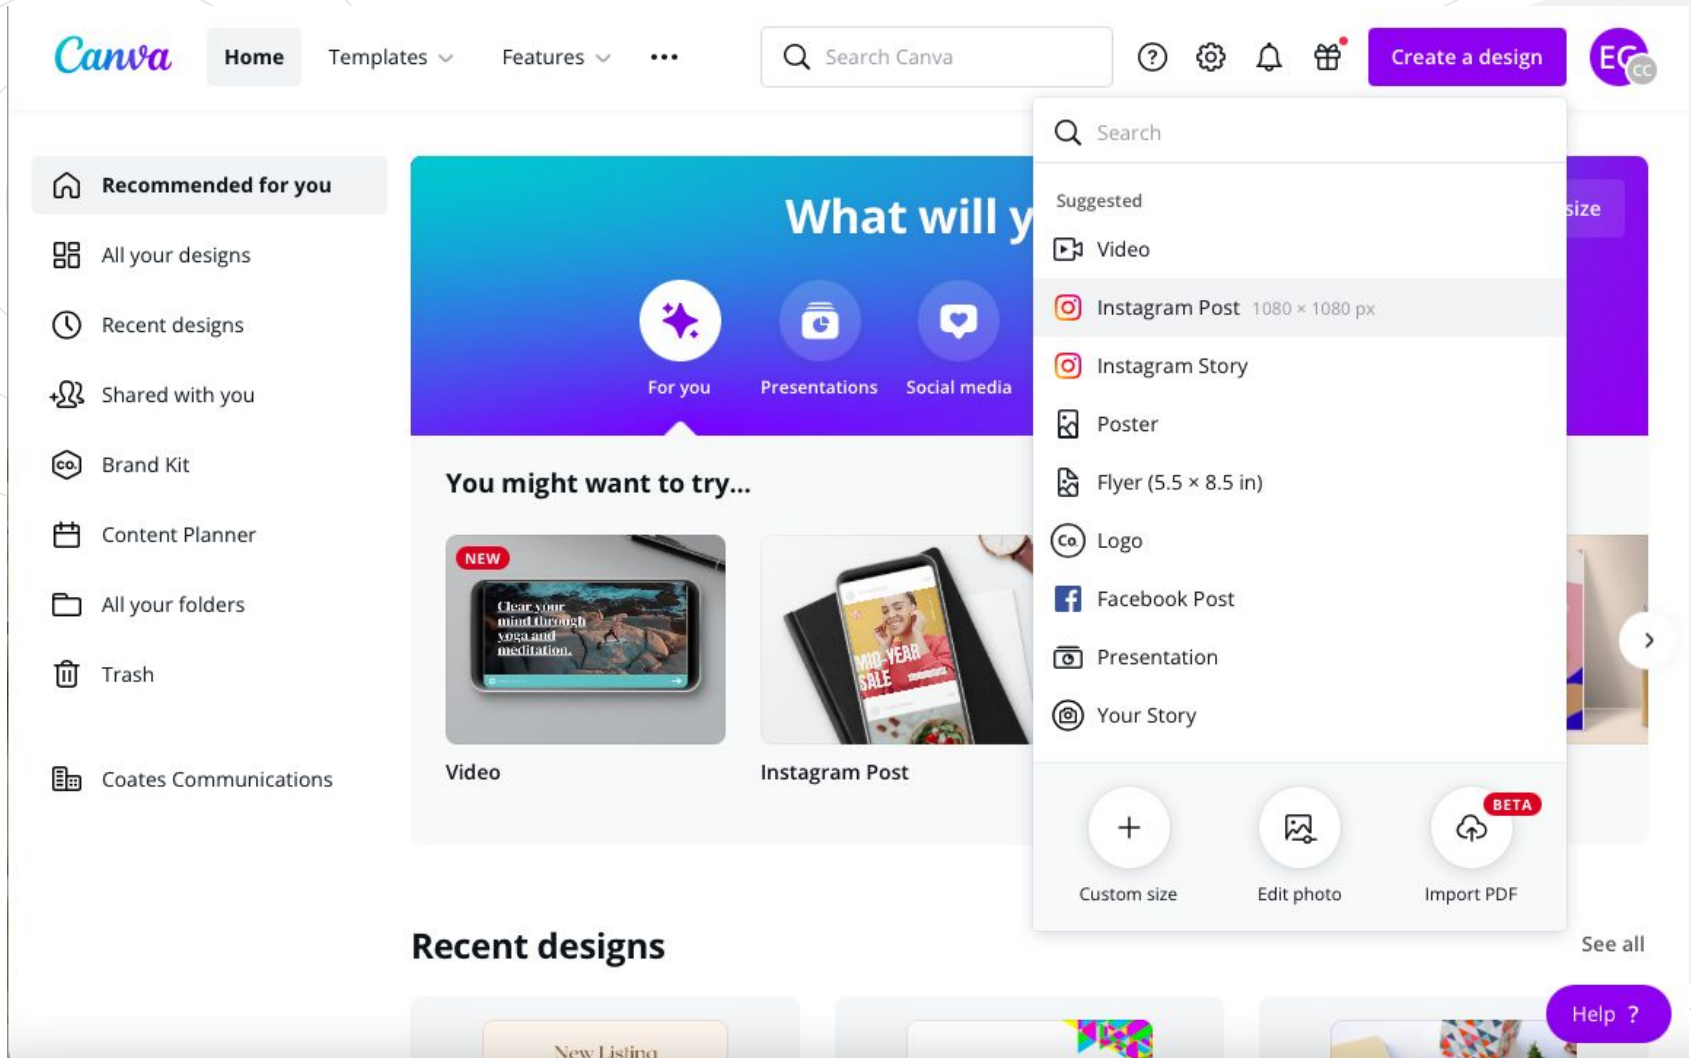 Canva
Home
Templates
Features
Search Canva
Create a design
EG
CC
Search
Suggested
Video
Instagram Post 1080 × 1080 px
Instagram Story
Poster
Flyer (5.5 × 8.5 in)
Logo
Facebook Post
Presentation
Your Story
Custom size
Edit photo
BETA
Import PDF
Recommended for you
All your designs
Recent designs
Shared with you
Brand Kit
Content Planner
All your folders
Trash
Coates Communications
What will y
size
For you
Presentations
Social media
You might want to try...
NEW
Clear your
mind through
yoga and
meditation.
Video
MID-YEAR
SALE
Instagram Post
Recent designs
See all
New Listing
Help ?